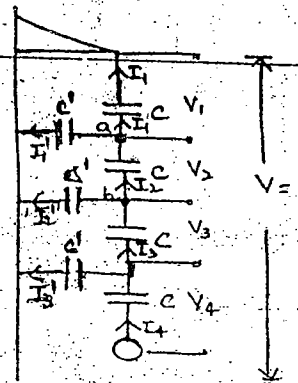 I1
C' C V1
I1' a I1
C' I2 C V2
I2' b
C V3
C' I3
I3' C V4
I4
V=